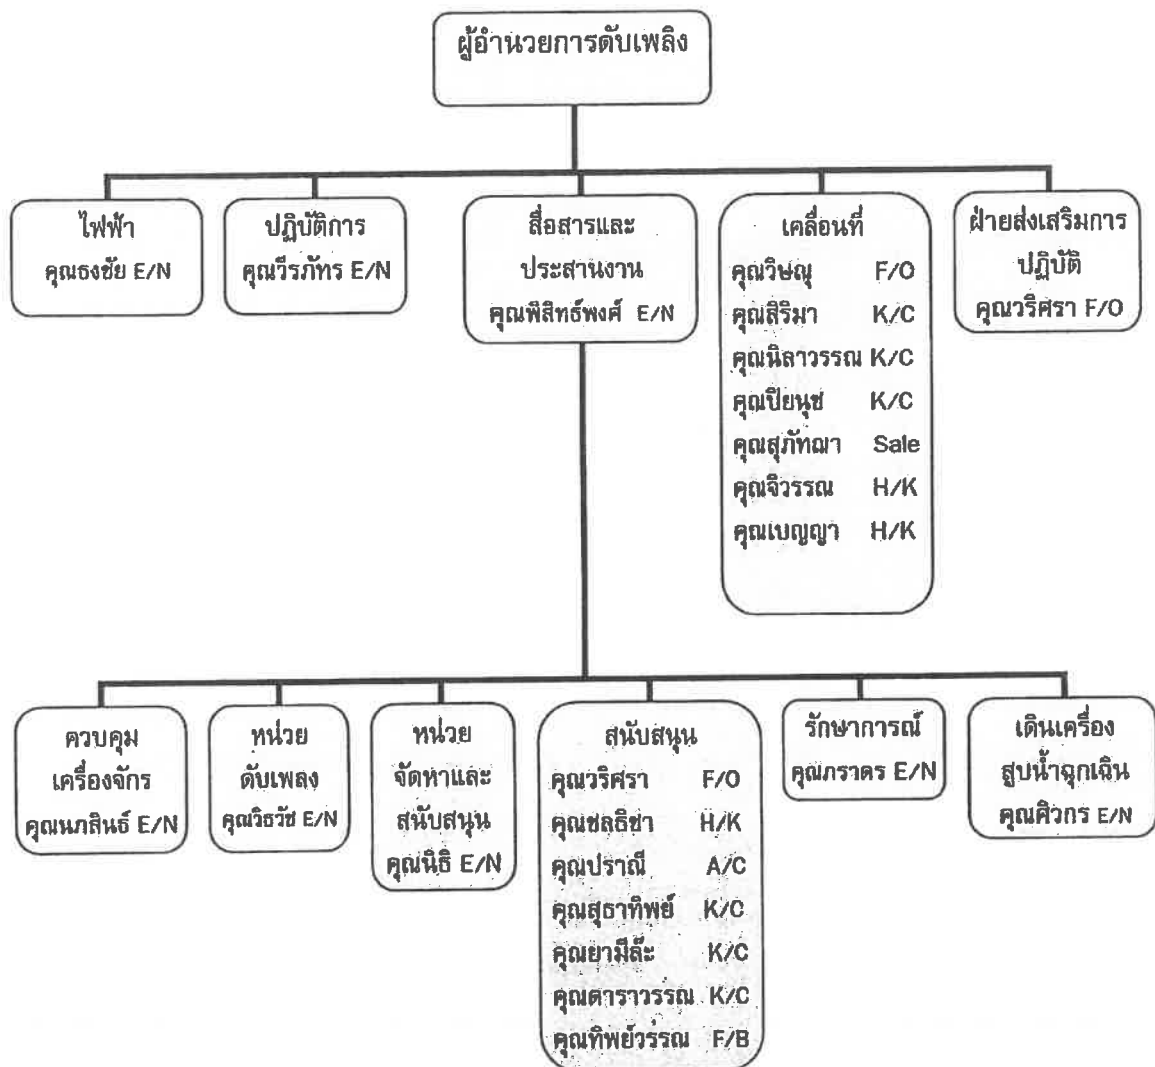 ผู้อำนวยการดับเพลิง
ไฟฟ้า
คุณธงชัย E/N
ปฏิบัติการ
คุณวีรภัทร E/N
สื่อสารและ
ประสานงาน
คุณพิสิทธ์พงศ์ E/N
เคลื่อนที่
คุณวิษณุ F/O
คุณสิริมา K/C
คุณนิลาวรรณ K/C
คุณปิยนุช K/C
คุณสุภัทฌา Sale
คุณจิวรรณ H/K
คุณเบญญา H/K
ฝ่ายส่งเสริมการ
ปฏิบัติ
คุณวริศรา F/O
ควบคุม
เครื่องจักร
คุณนภสินธ์ E/N
หน่วย
ดับเพลง
คุณวิธวัช E/N
หน่วย
จัดหาและ
สนับสนุน
คุณนิธิ E/N
สนับสนุน
คุณวริศรา F/O
คุณชลธิชา H/K
คุณปราณี A/C
คุณสุธาทิพย์ K/C
คุณยามีล๊ะ K/C
คุณดาราวรรณ K/C
คุณทิพย์วรรณ F/B
รักษาการณ์
คุณภราดร E/N
เดินเครื่อง
สูบน้ำฉุกเฉิน
คุณศิวกร E/N